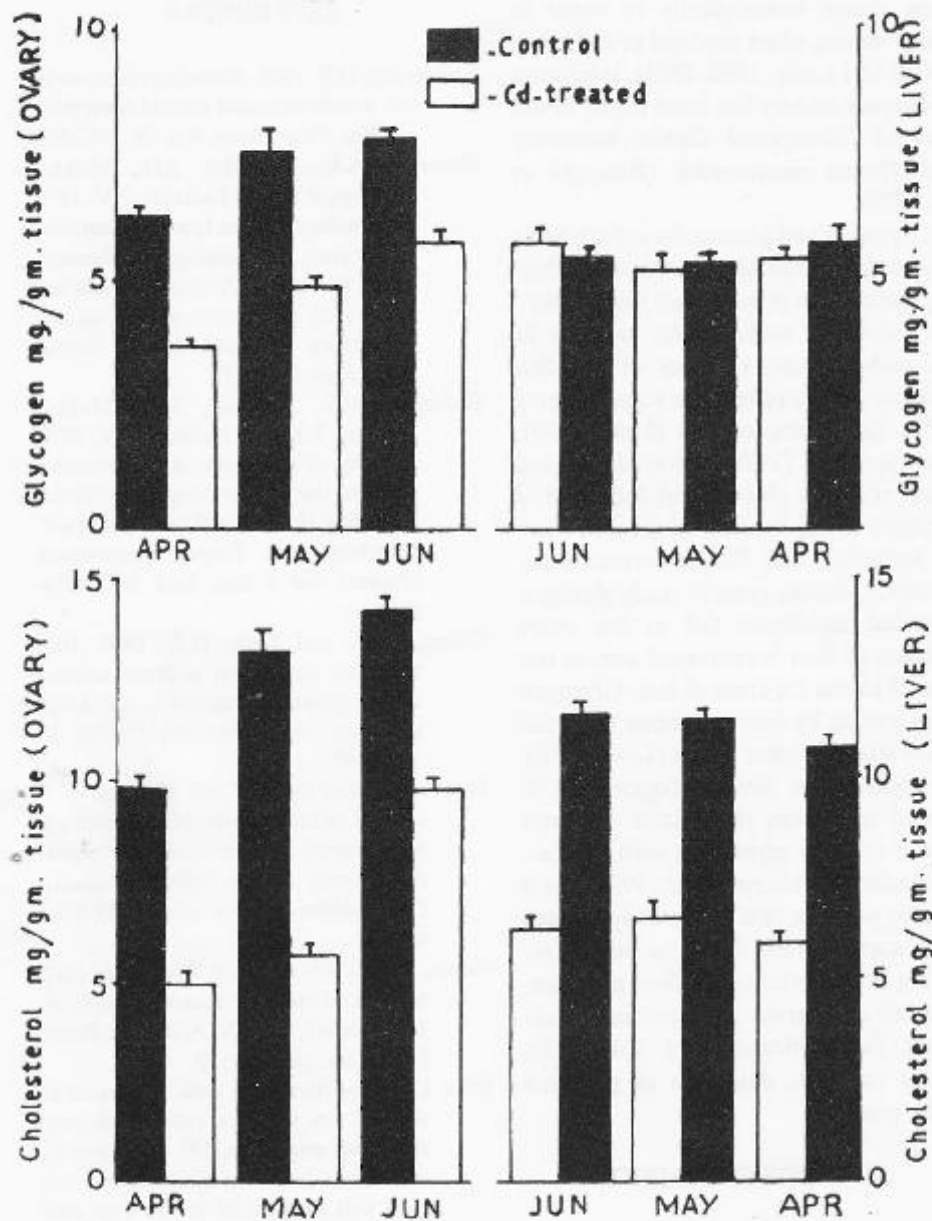 10
10
-Control
-Cd-treated
Glycogen mg./gm. tissue (OVARY)
Glycogen mg./gm. tissue (LIVER)
5
5
0
0
APR MAY JUN
JUN MAY APR
15
15
Cholesterol mg/gm. tissue (OVARY)
Cholesterol mg/gm. tissue (LIVER)
10
10
5
5
0
0
APR MAY JUN
JUN MAY APR